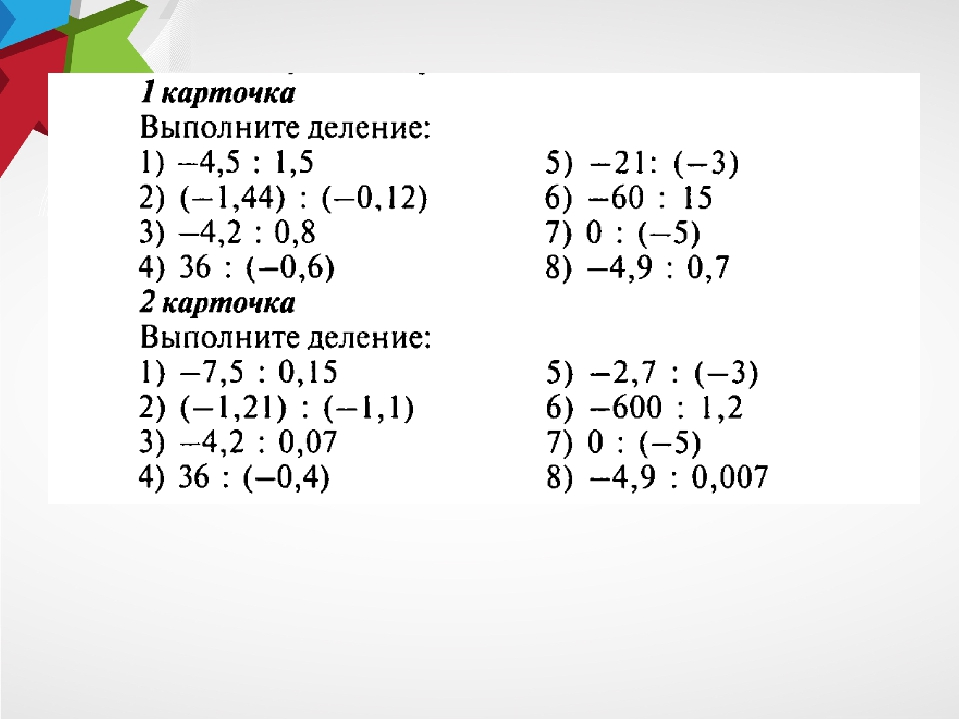 1 карточка
Выполните деление:
1) −4,5 : 1,5
2) (−1,44) : (−0,12)
3) −4,2 : 0,8
4) 36 : (−0,6)
5) −21: (−3)
6) −60 : 15
7) 0 : (−5)
8) −4,9 : 0,7
2 карточка
Выполните деление:
1) −7,5 : 0,15
2) (−1,21) : (−1,1)
3) −4,2 : 0,07
4) 36 : (−0,4)
5) −2,7 : (−3)
6) −600 : 1,2
7) 0 : (−5)
8) −4,9 : 0,007